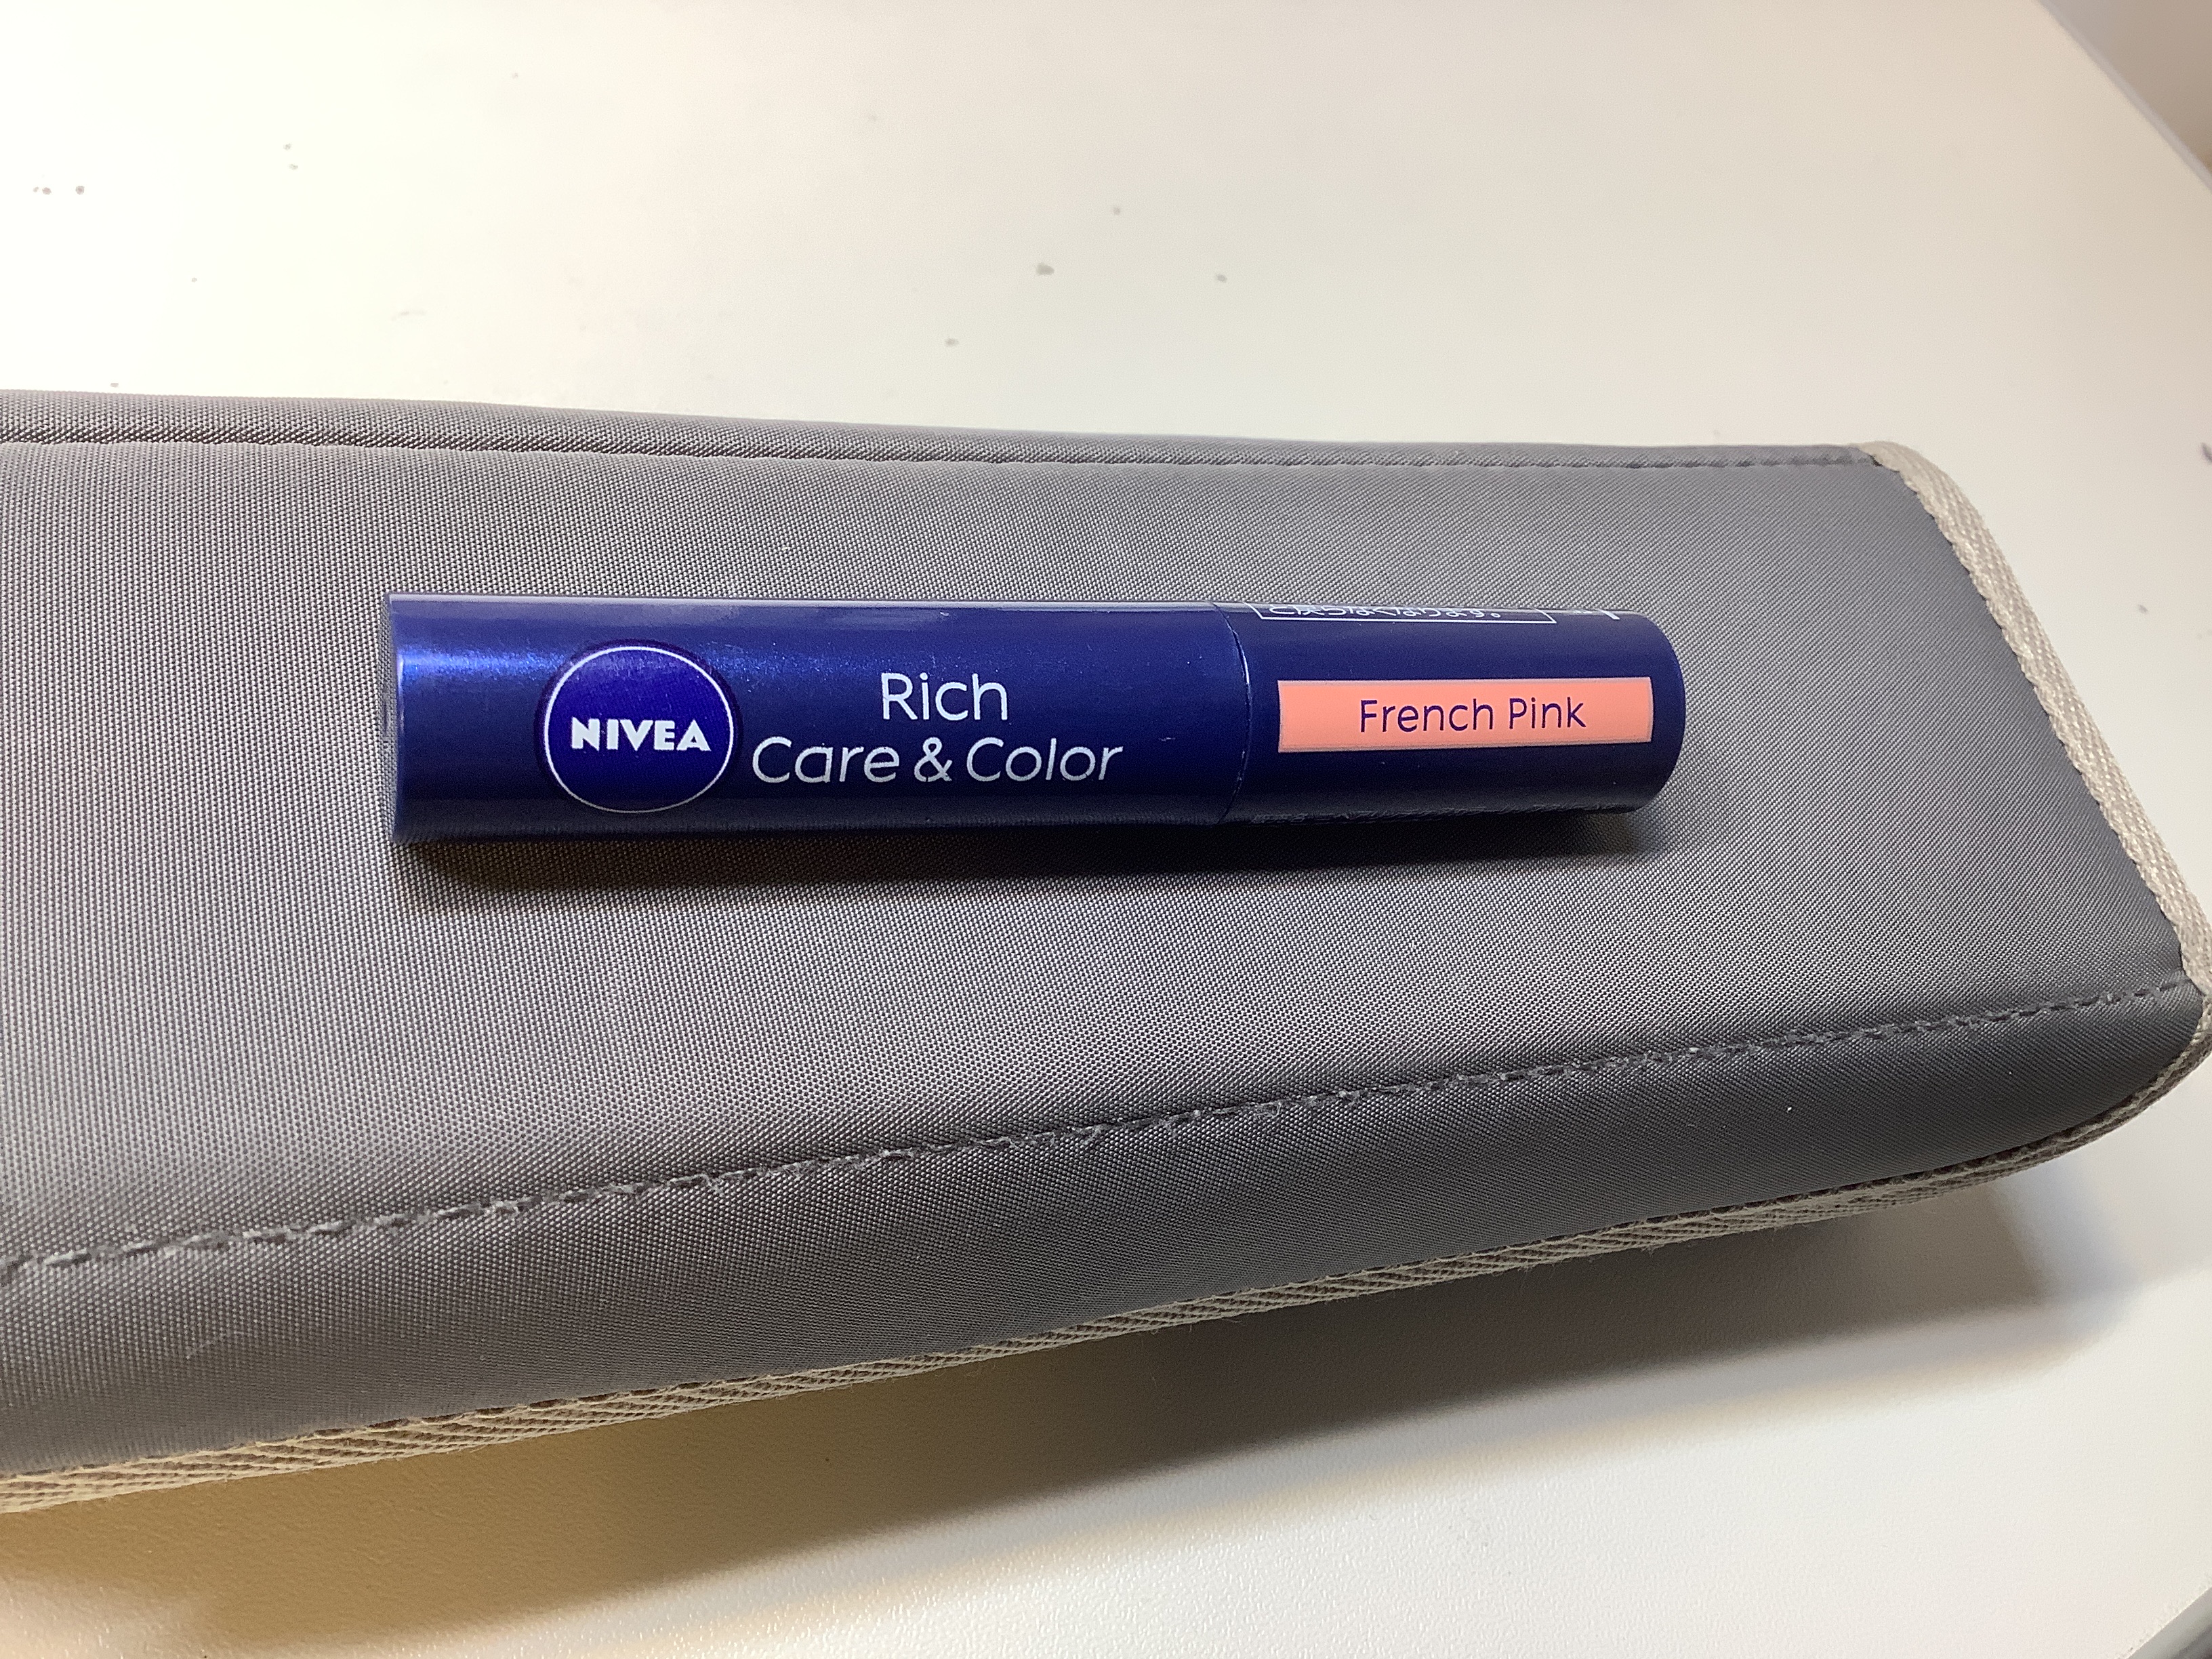 NIVEA
Rich
Care & Color
French Pink